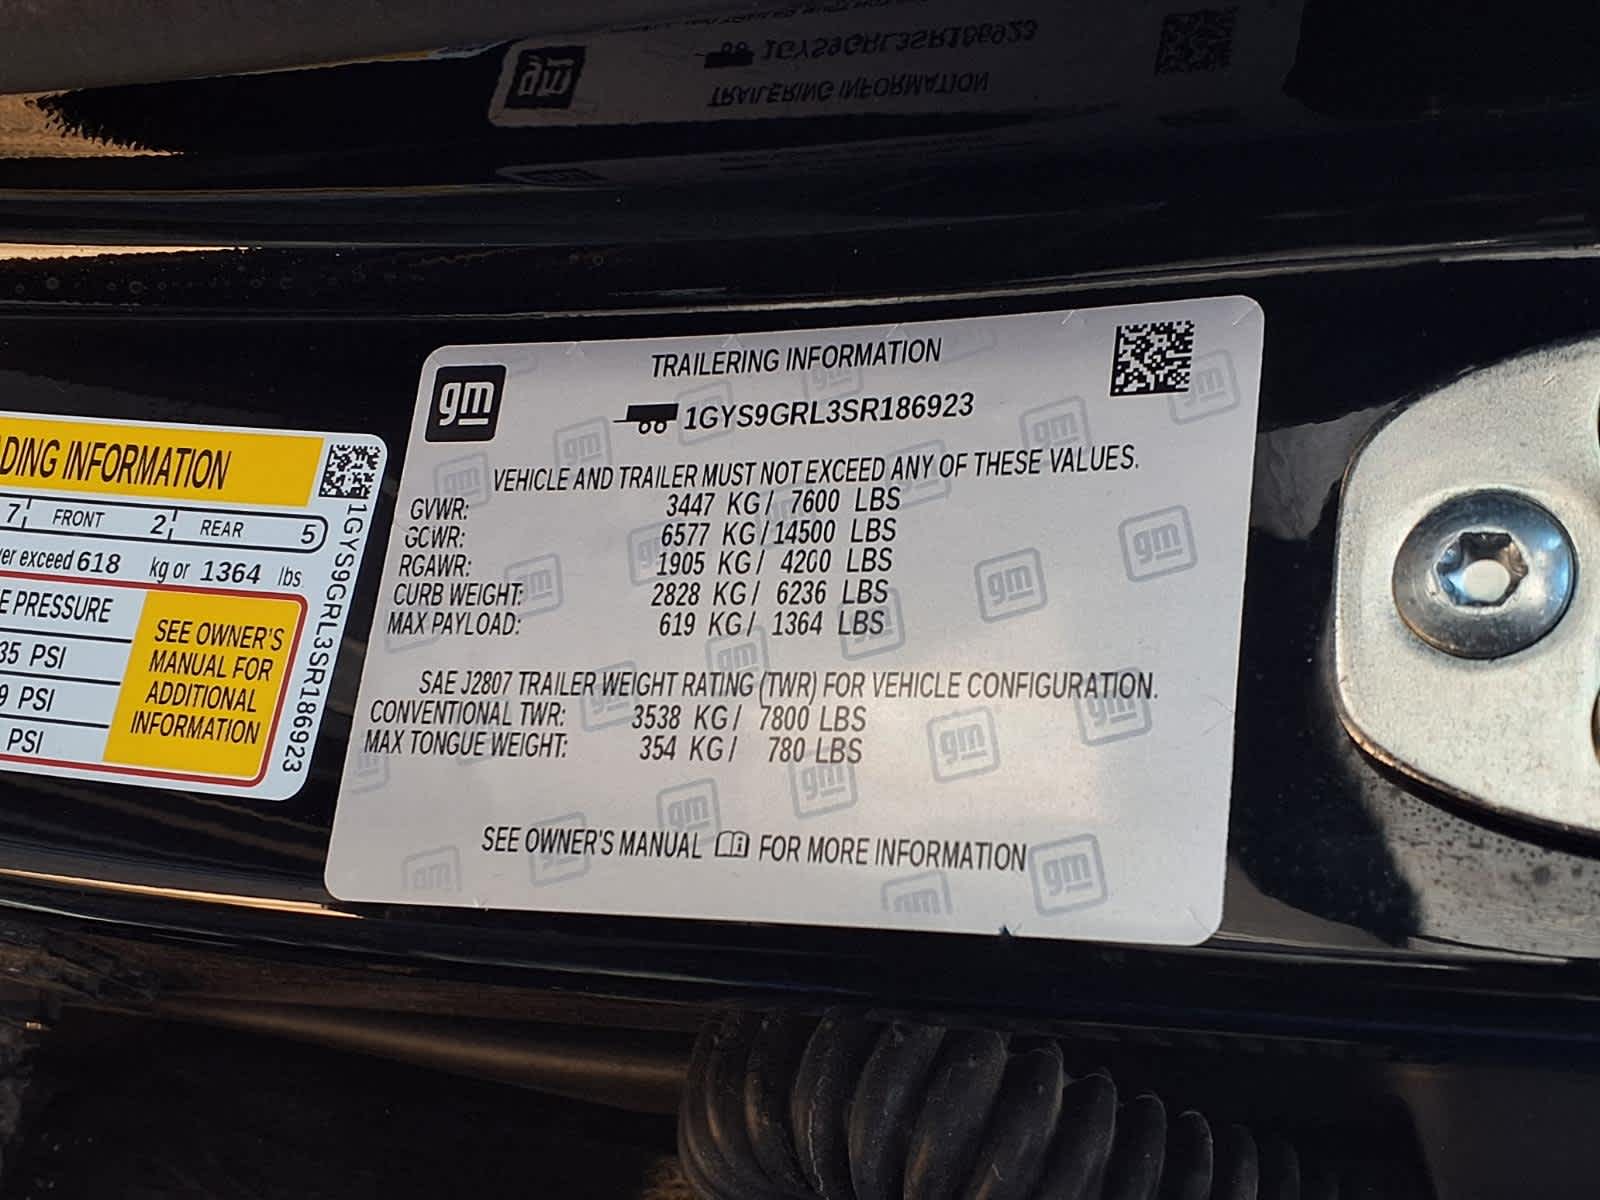 gm
TRAILERING INFORMATION
1GYS9GRL3SR186923
VEHICLE AND TRAILER MUST NOT EXCEED ANY OF THESE VALUES.
GVWR: 3447 KG/ 7600 LBS
GCWR: 6577 KG/14500 LBS
RGAWR: 1905 KG/ 4200 LBS
CURB WEIGHT: 2828 KG/ 6236 LBS
MAX PAYLOAD: 619 KG/ 1364 LBS
SAE J2807 TRAILER WEIGHT RATING (TWR) FOR VEHICLE CONFIGURATION.
CONVENTIONAL TWR: 3538 KG/ 7800 LBS
MAX TONGUE WEIGHT: 354 KG/ 780 LBS
SEE OWNER'S MANUAL FOR MORE INFORMATION
DING INFORMATION
7 FRONT 2 REAR 5
er exceed 618 kg or 1364 lbs.
E PRESSURE
35 PSI
9 PSI
PSI
SEE OWNER'S
MANUAL FOR
ADDITIONAL
INFORMATION
1GYS9GRL3SR186923